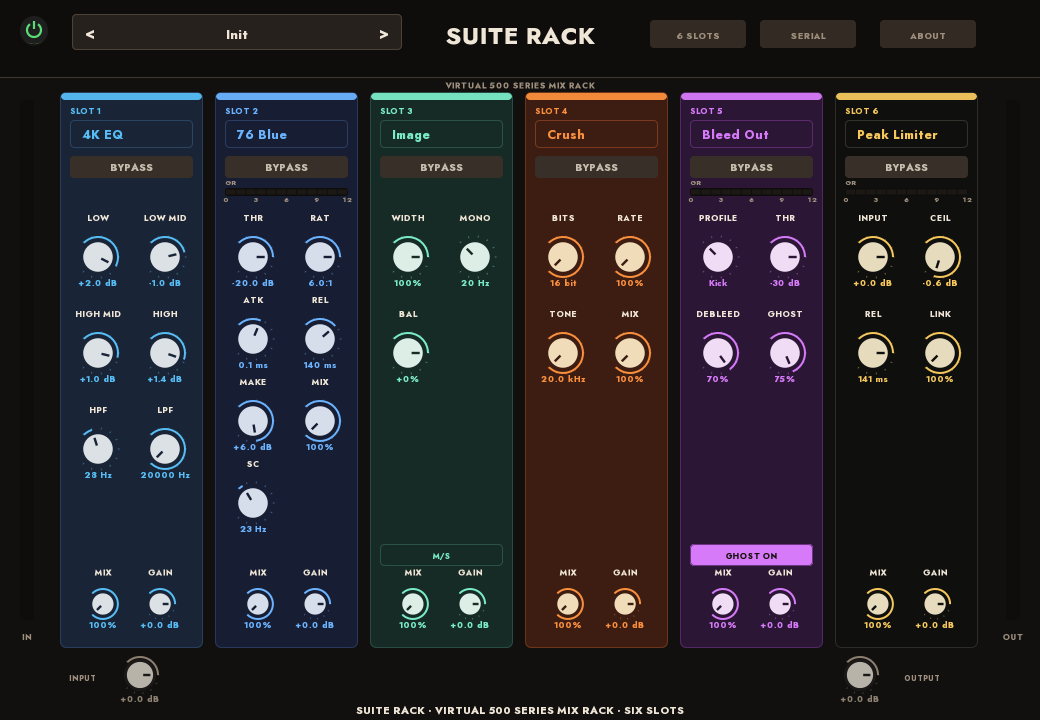 < Init >
SUITE RACK
6 SLOTS
SERIAL
ABOUT
VIRTUAL 500 SERIES MIX RACK
SLOT 1
4K EQ
BYPASS
LOW LOW MID
+2.0 dB -1.0 dB
HIGH MID HIGH
+1.0 dB +1.4 dB
HPF LPF
28 Hz 20000 Hz
MIX GAIN
100% +0.0 dB
SLOT 2
76 Blue
BYPASS
GR
0 3 6 9 12
THR RAT
-20.0 dB 6.0:1
ATK REL
0.1 ms 140 ms
MAKE MIX
+6.0 dB 100%
SC
23 Hz
MIX GAIN
100% +0.0 dB
SLOT 3
Image
BYPASS
WIDTH MONO
100% 20 Hz
BAL
+0%
M/S
MIX GAIN
100% +0.0 dB
SLOT 4
Crush
BYPASS
BITS RATE
16 bit 100%
TONE MIX
20.0 kHz 100%
MIX GAIN
100% +0.0 dB
SLOT 5
Bleed Out
BYPASS
GR
0 3 6 9 12
PROFILE THR
Kick -30 dB
DEBLEED GHOST
70% 75%
GHOST ON
MIX GAIN
100% +0.0 dB
SLOT 6
Peak Limiter
BYPASS
GR
0 3 6 9 12
INPUT CEIL
+0.0 dB -0.6 dB
REL LINK
141 ms 100%
MIX GAIN
100% +0.0 dB
IN
OUT
INPUT
+0.0 dB
OUTPUT
+0.0 dB
SUITE RACK · VIRTUAL 500 SERIES MIX RACK · SIX SLOTS